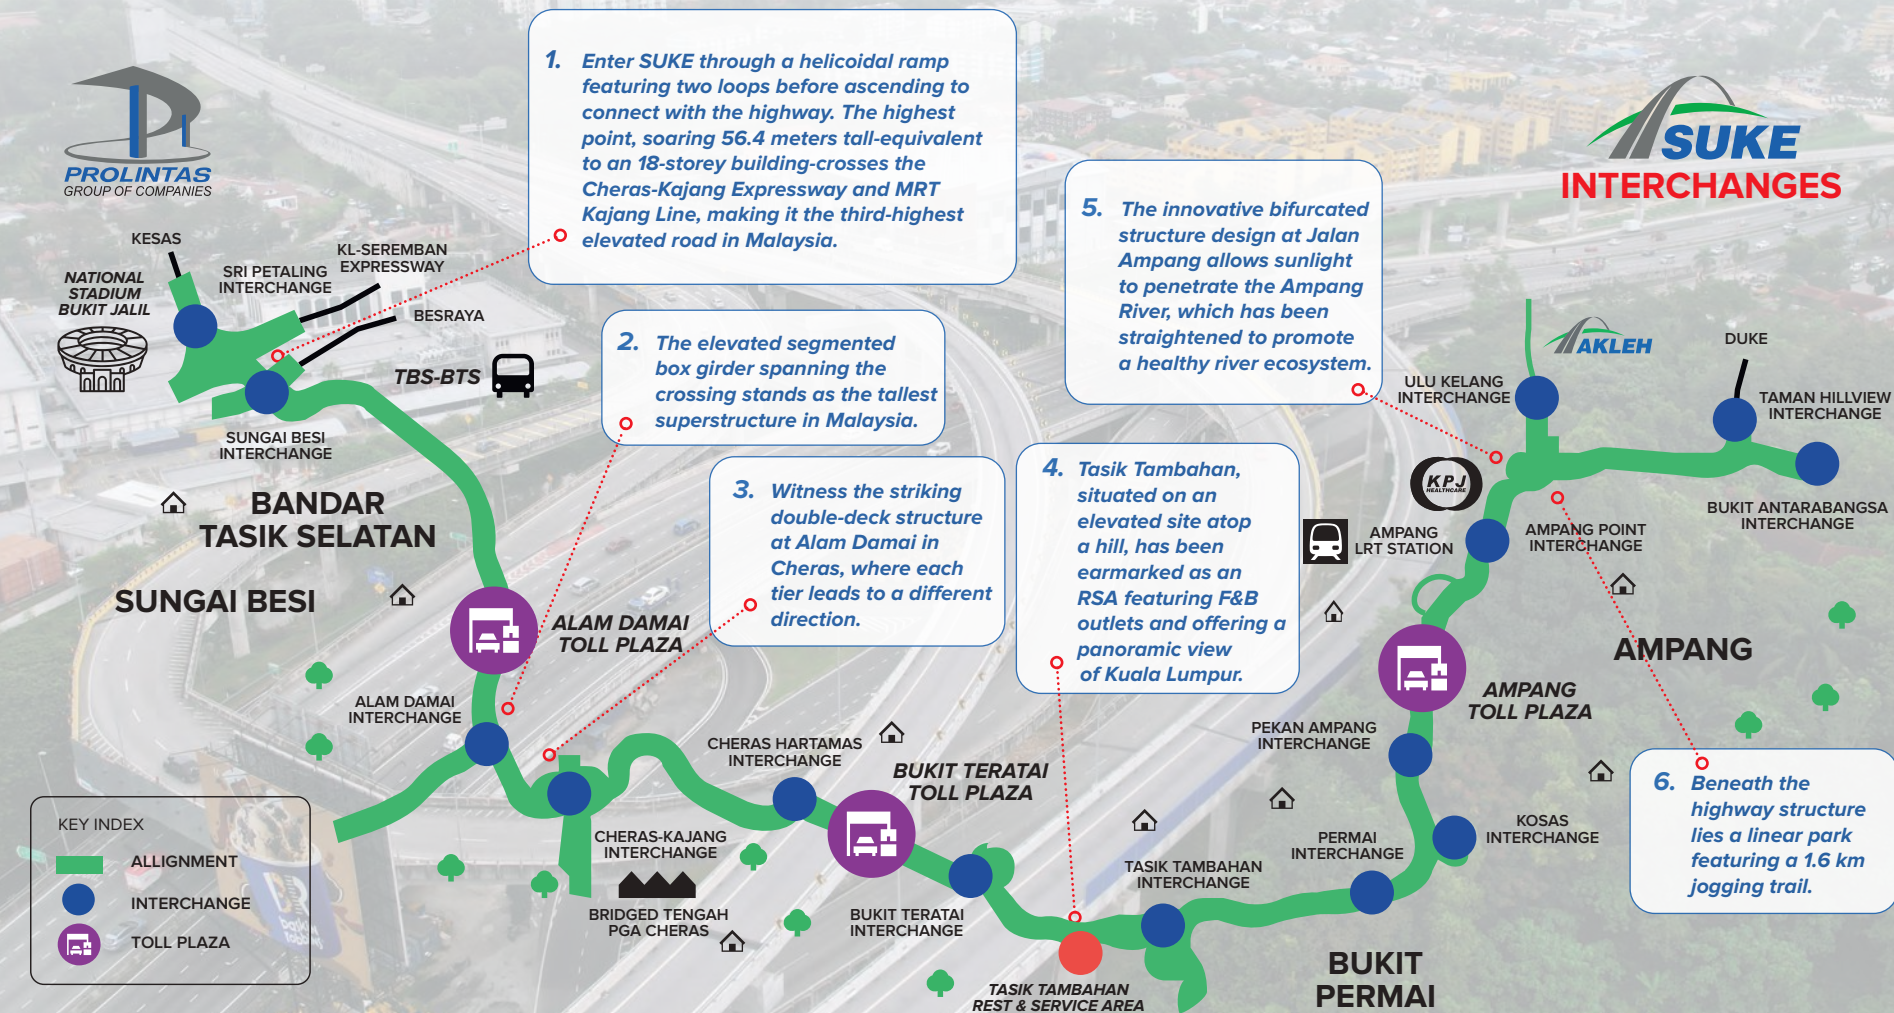 PROLINTAS
GROUP OF COMPANIES
SUKE
INTERCHANGES
1. Enter SUKE through a helicoidal ramp
featuring two loops before ascending to
connect with the highway. The highest
point, soaring 56.4 meters tall-equivalent
to an 18-storey building-crosses the
Cheras-Kajang Expressway and MRT
Kajang Line, making it the third-highest
elevated road in Malaysia.
2. The elevated segmented
box girder spanning the
crossing stands as the tallest
superstructure in Malaysia.
3. Witness the striking
double-deck structure
at Alam Damai in
Cheras, where each
tier leads to a different
direction.
4. Tasik Tambahan,
situated on an
elevated site atop
a hill, has been
earmarked as an
RSA featuring F&B
outlets and offering a
panoramic view
of Kuala Lumpur.
5. The innovative bifurcated
structure design at Jalan
Ampang allows sunlight
to penetrate the Ampang
River, which has been
straightened to promote
a healthy river ecosystem.
6. Beneath the
highway structure
lies a linear park
featuring a 1.6 km
jogging trail.
KESAS
NATIONAL
STADIUM
BUKIT JALIL
SRI PETALING
INTERCHANGE
KL-SEREMBAN
EXPRESSWAY
BESRAYA
TBS-BTS
SUNGAI BESI
INTERCHANGE
BANDAR
TASIK SELATAN
SUNGAI BESI
ALAM DAMAI
TOLL PLAZA
ALAM DAMAI
INTERCHANGE
CHERAS HARTAMAS
INTERCHANGE
BUKIT TERATAI
TOLL PLAZA
CHERAS-KAJANG
INTERCHANGE
BRIDGED TENGAH
PGA CHERAS
BUKIT TERATAI
INTERCHANGE
TASIK TAMBAHAN
REST & SERVICE AREA
TASIK TAMBAHAN
INTERCHANGE
BUKIT
PERMAI
PERMAI
INTERCHANGE
KOSAS
INTERCHANGE
PEKAN AMPANG
INTERCHANGE
AMPANG
TOLL PLAZA
AMPANG
AMPANG
LRT STATION
KPJ
HEALTHCARE
AMPANG POINT
INTERCHANGE
ULU KELANG
INTERCHANGE
AKLEH
DUKE
TAMAN HILLVIEW
INTERCHANGE
BUKIT ANTARABANGSA
INTERCHANGE
KEY INDEX
ALLIGNMENT
INTERCHANGE
TOLL PLAZA